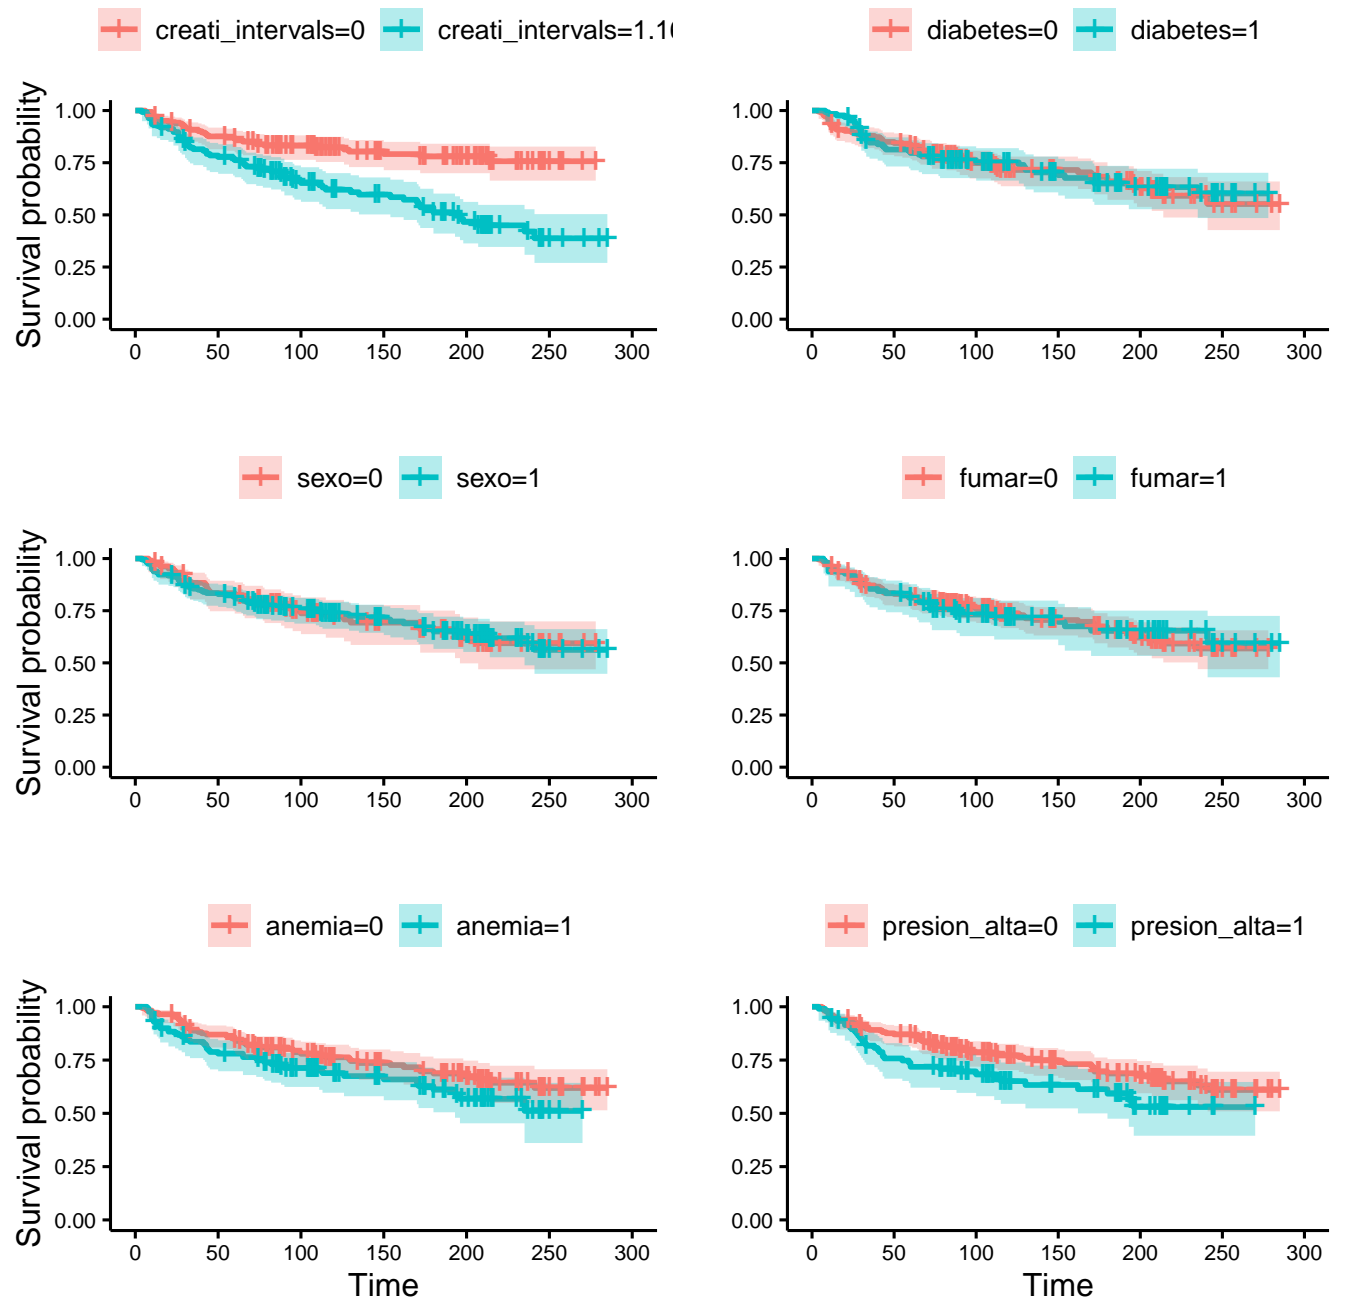 creati_intervals=0 creati_intervals=1.1
diabetes=0 diabetes=1
Survival probability
1.00
0.75
0.50
0.25
0.00
0 50 100 150 200 250 300
1.00
0.75
0.50
0.25
0.00
0 50 100 150 200 250 300
sexo=0 sexo=1
fumar=0 fumar=1
Survival probability
1.00
0.75
0.50
0.25
0.00
0 50 100 150 200 250 300
1.00
0.75
0.50
0.25
0.00
0 50 100 150 200 250 300
anemia=0 anemia=1
presion_alta=0 presion_alta=1
Survival probability
1.00
0.75
0.50
0.25
0.00
0 50 100 150 200 250 300
Time
1.00
0.75
0.50
0.25
0.00
0 50 100 150 200 250 300
Time